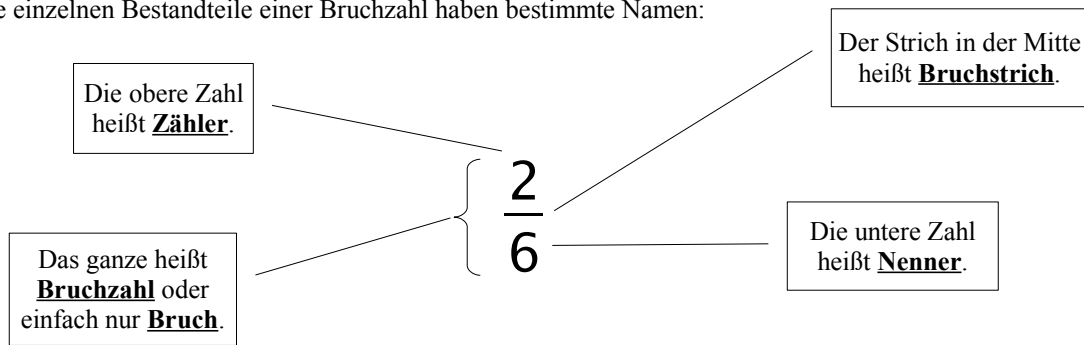 e einzelnen Bestandteile einer Bruchzahl haben bestimmte Namen:
Der Strich in der Mitte
heißt Bruchstrich.
Die obere Zahl
heißt Zähler.
2
6
Die untere Zahl
heißt Nenner.
Das ganze heißt
Bruchzahl oder
einfach nur Bruch.